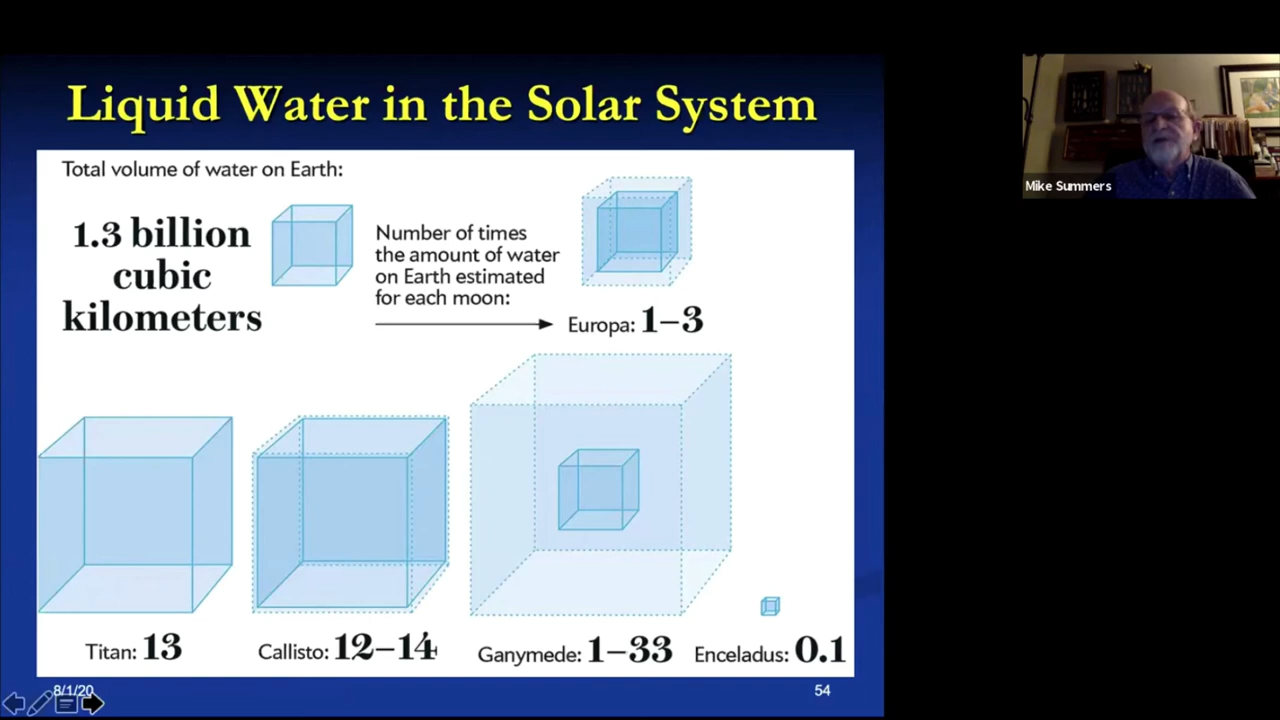 Liquid Water in the Solar System
Total volume of water on Earth:
1.3 billion
cubic
kilometers
Number of times
the amount of water
on Earth estimated
for each moon:
Europa: 1–3
Titan: 13
Callisto: 12–14
Ganymede: 1–33
Enceladus: 0.1
8/1/20
54
Mike Summers